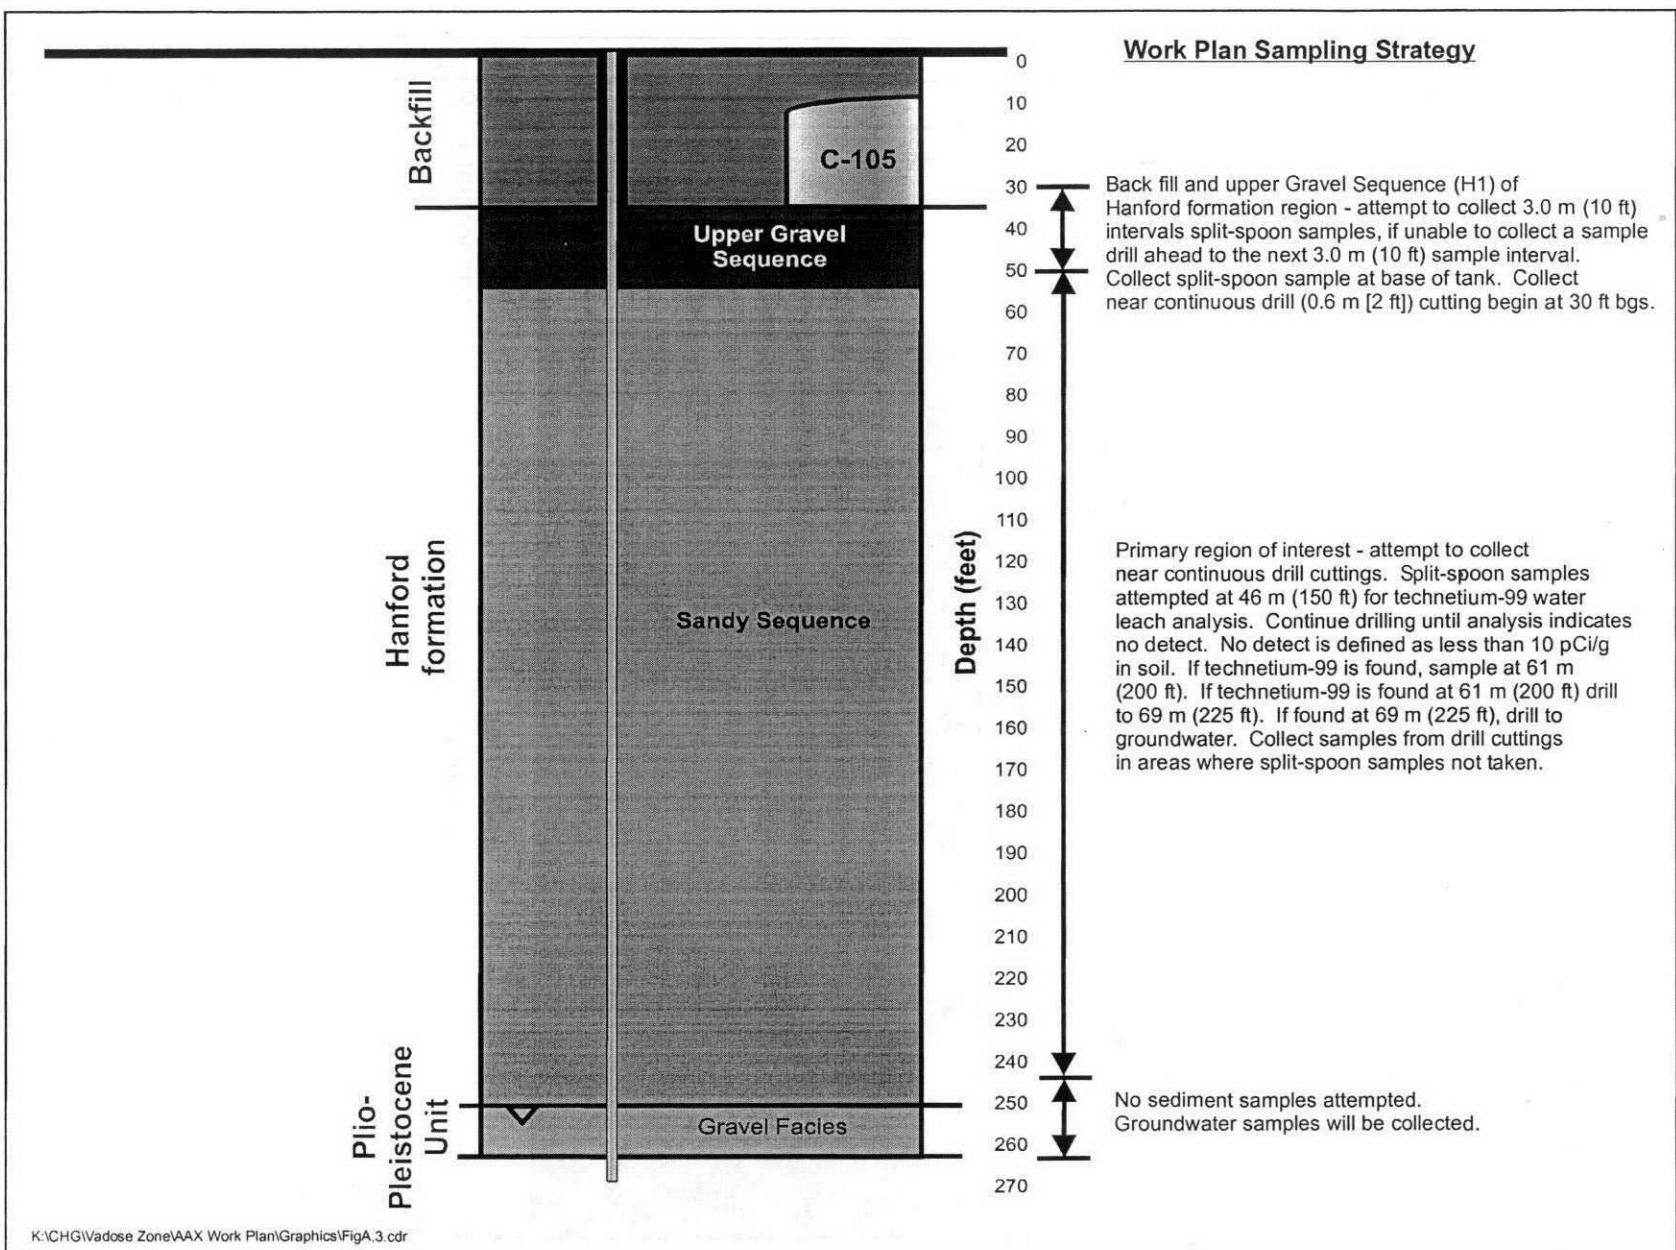 Work Plan Sampling Strategy
Backfill
C-105
Upper Gravel
Sequence
Hanford
formation
Sandy Sequence
Plio-
Pleistocene
Unit
Gravel Facies
Depth (feet)
0
10
20
30
40
50
60
70
80
90
100
110
120
130
140
150
160
170
180
190
200
210
220
230
240
250
260
270
Back fill and upper Gravel Sequence (H1) of
Hanford formation region - attempt to collect 3.0 m (10 ft)
intervals split-spoon samples, if unable to collect a sample
drill ahead to the next 3.0 m (10 ft) sample interval.
Collect split-spoon sample at base of tank. Collect
near continuous drill (0.6 m [2 ft]) cutting begin at 30 ft bgs.
Primary region of interest - attempt to collect
near continuous drill cuttings. Split-spoon samples
attempted at 46 m (150 ft) for technetium-99 water
leach analysis. Continue drilling until analysis indicates
no detect. No detect is defined as less than 10 pCi/g
in soil. If technetium-99 is found, sample at 61 m
(200 ft). If technetium-99 is found at 61 m (200 ft) drill
to 69 m (225 ft). If found at 69 m (225 ft), drill to
groundwater. Collect samples from drill cuttings
in areas where split-spoon samples not taken.
No sediment samples attempted.
Groundwater samples will be collected.
K:\CHG\Vadose Zone\AAX Work Plan\Graphics\FigA.3.cdr